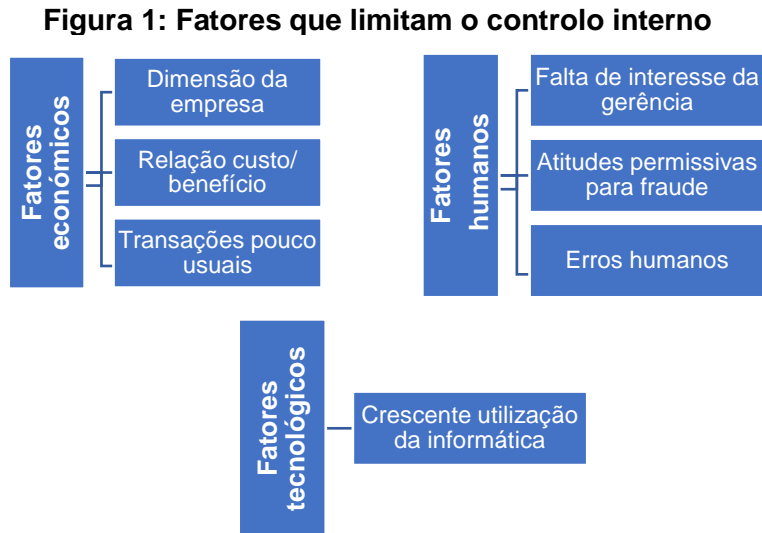 Figura 1: Fatores que limitam o controlo interno
Fatores
económicos
Dimensão da
empresa
Relação custo/
benefício
Transações pouco
usuais
Fatores
humanos
Falta de interesse da
gerência
Atitudes permissivas
para fraude
Erros humanos
Fatores
tecnológicos
Crescente utilização
da informática